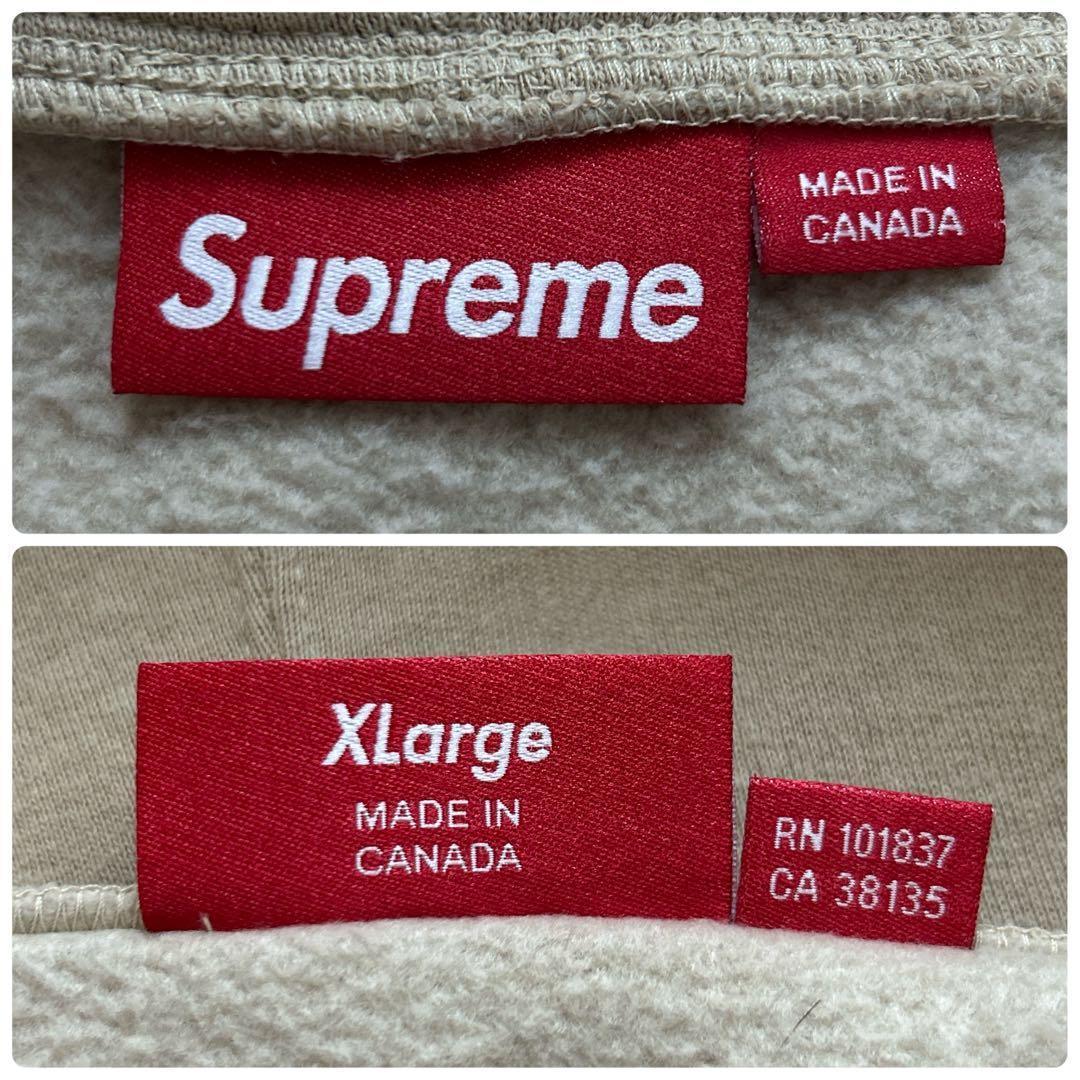 Supreme
MADE IN
CANADA
XLarge
MADE IN
CANADA
RN 101837
CA 38135